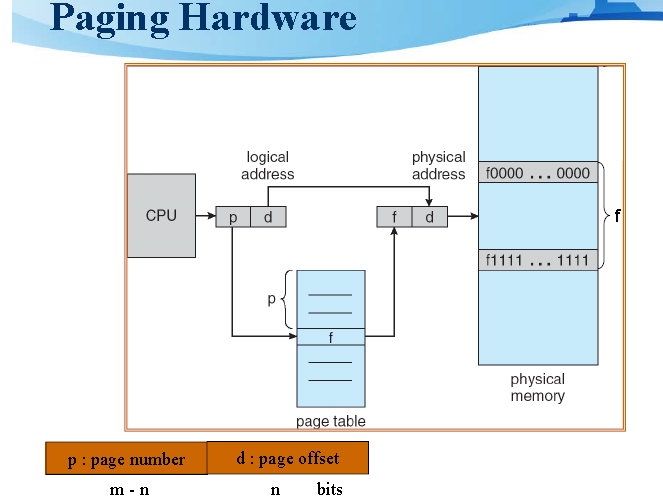 Paging Hardware
logical
address
physical
address
f0000 ... 0000
CPU
p d
f d
f
f1111 ... 1111
p
f
physical
memory
page table
p : page number d : page offset
m - n n bits